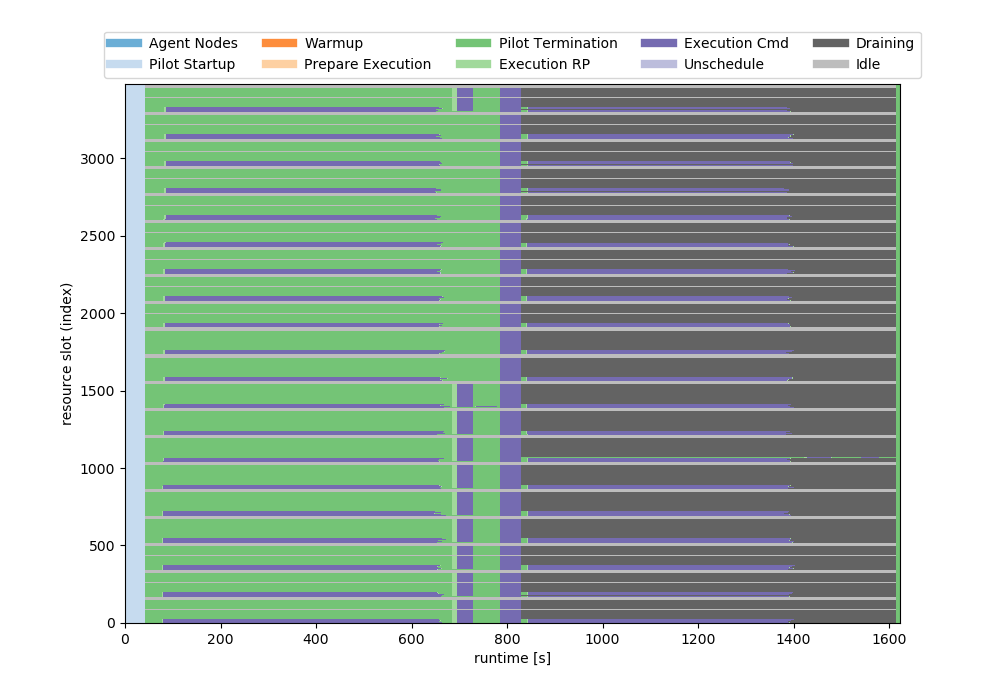 Agent Nodes Warmup Pilot Termination Execution Cmd Draining
Pilot Startup Prepare Execution Execution RP Unschedule Idle
3000
2500
2000
1500
1000
500
0
resource slot (index)
0 200 400 600 800 1000 1200 1400 1600
runtime [s]